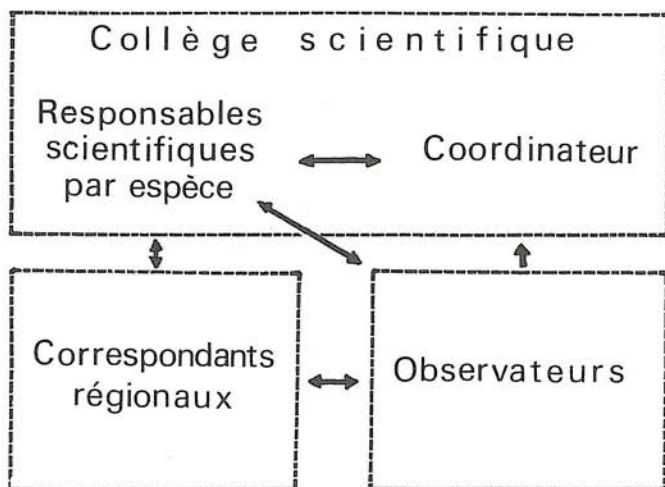 Collège scientifique
Responsables
scientifiques
par espèce
Coordinateur
Correspondants
régionaux
Observateurs